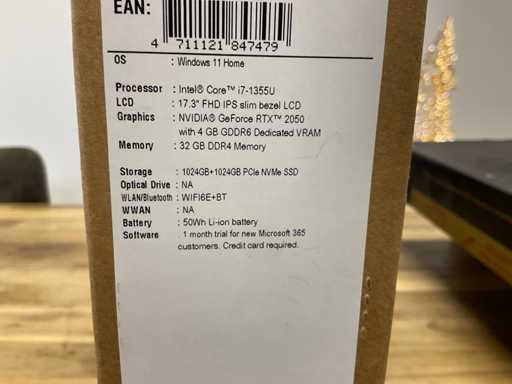 EAN:
4 711121 847479
OS : Windows 11 Home
Processor : Intel® Core™ i7-1355U
LCD : 17.3" FHD IPS slim bezel LCD
Graphics : NVIDIA® GeForce RTX™ 2050
with 4 GB GDDR6 Dedicated VRAM
Memory : 32 GB DDR4 Memory
Storage : 1024GB+1024GB PCIe NVMe SSD
Optical Drive : NA
WLAN/Bluetooth : WIFI6E+BT
WWAN : NA
Battery : 50Wh Li-ion battery
Software : 1 month trial for new Microsoft 365
customers. Credit card required.